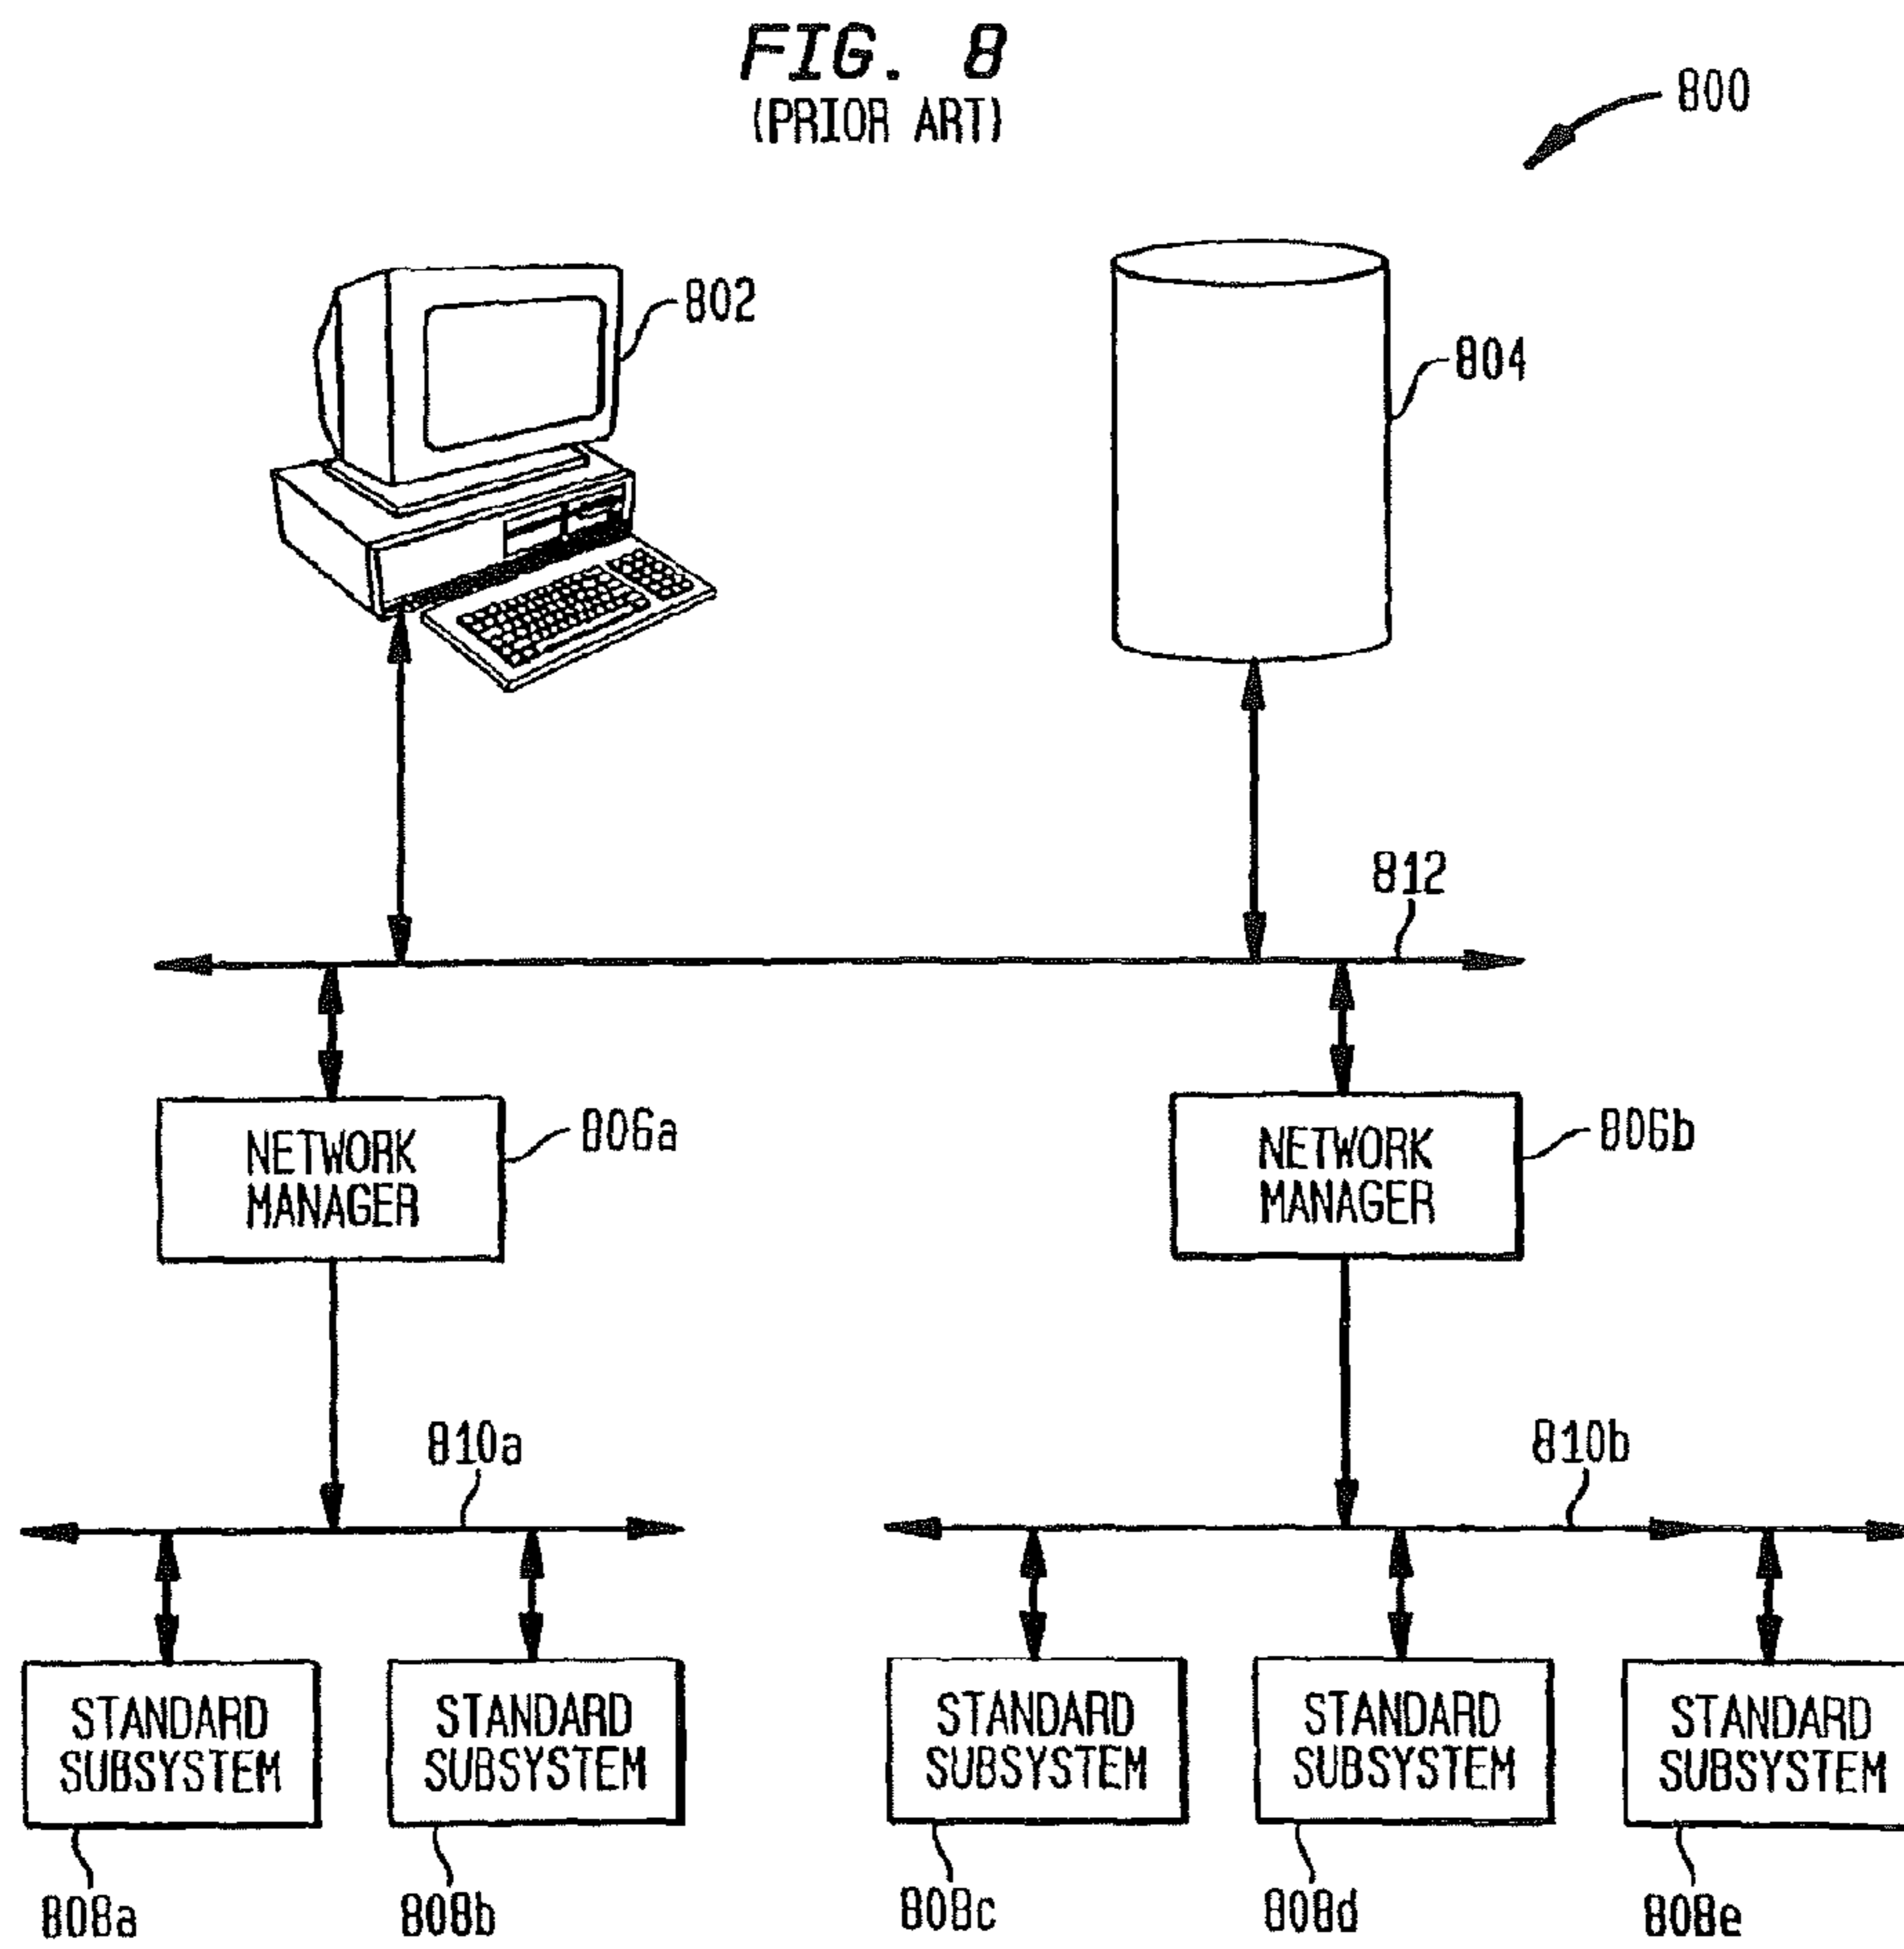 FIG. 8
(PRIOR ART)
800
802
804
812
NETWORK
MANAGER
806a
NETWORK
MANAGER
806b
810a
810b
STANDARD
SUBSYSTEM
STANDARD
SUBSYSTEM
STANDARD
SUBSYSTEM
STANDARD
SUBSYSTEM
STANDARD
SUBSYSTEM
808a
808b
808c
808d
808e